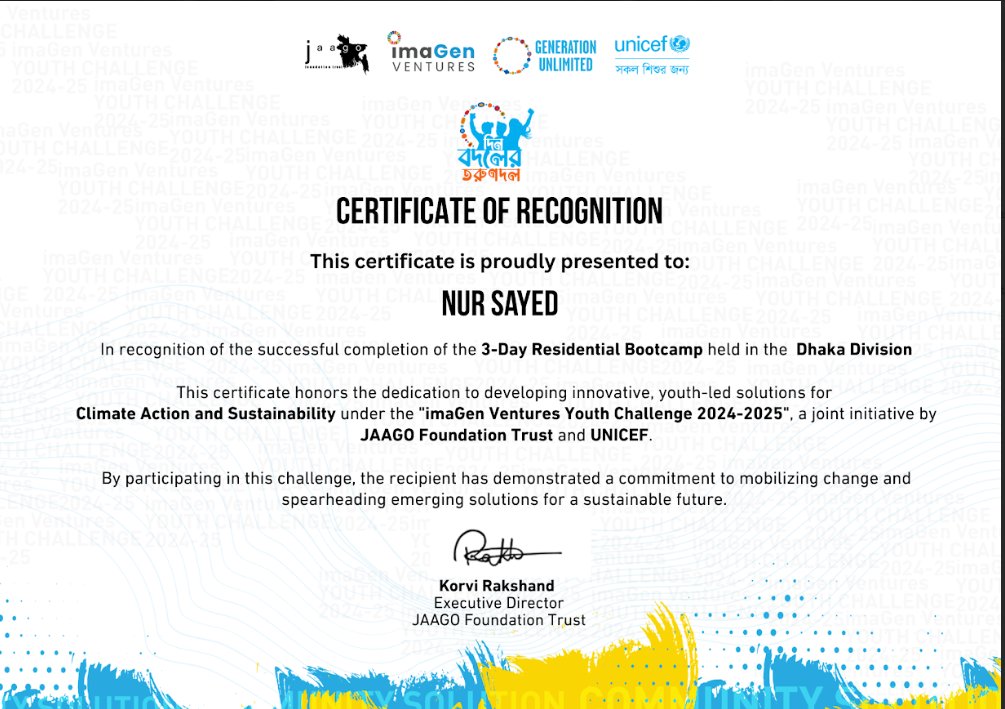 jaago
foundation trust
imaGen
VENTURES
GENERATION
UNLIMITED
unicef
সকল শিশুর জন্য
দিন
বদলের
তরুণদল
CERTIFICATE OF RECOGNITION
This certificate is proudly presented to:
NUR SAYED
In recognition of the successful completion of the 3-Day Residential Bootcamp held in the Dhaka Division
This certificate honors the dedication to developing innovative, youth-led solutions for
Climate Action and Sustainability under the "imaGen Ventures Youth Challenge 2024-2025", a joint initiative by
JAAGO Foundation Trust and UNICEF.
By participating in this challenge, the recipient has demonstrated a commitment to mobilizing change and
spearheading emerging solutions for a sustainable future.
Korvi Rakshand
Executive Director
JAAGO Foundation Trust